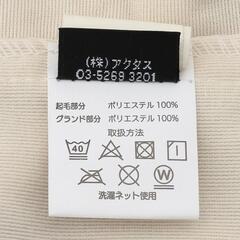 (株)アクタス
03-5269 3201
起毛部分 ポリエステル 100%
グランド部分 ポリエステル 100%
取扱方法
40
W
洗濯ネット使用